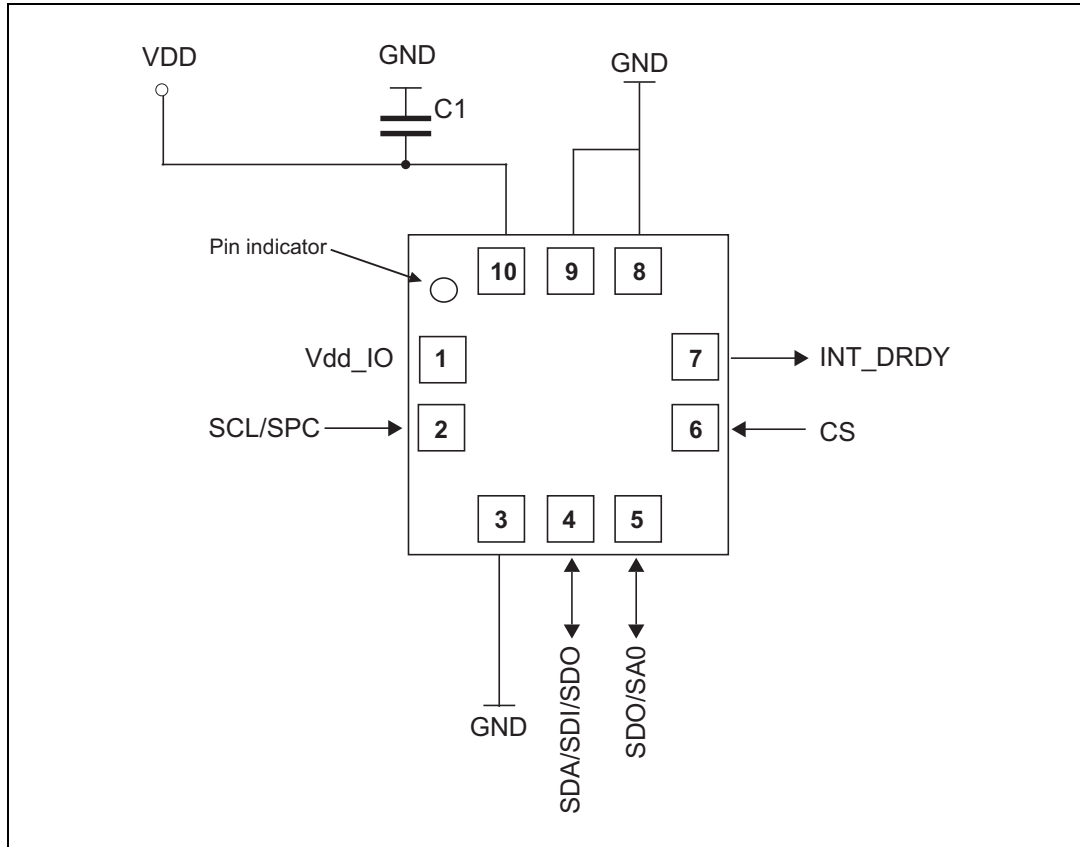 VDD
GND
C1
GND
Pin indicator
10
9
8
Vdd_IO
1
7
INT_DRDY
SCL/SPC
2
6
CS
3
4
5
GND
SDA/SDI/SDO
SDO/SA0